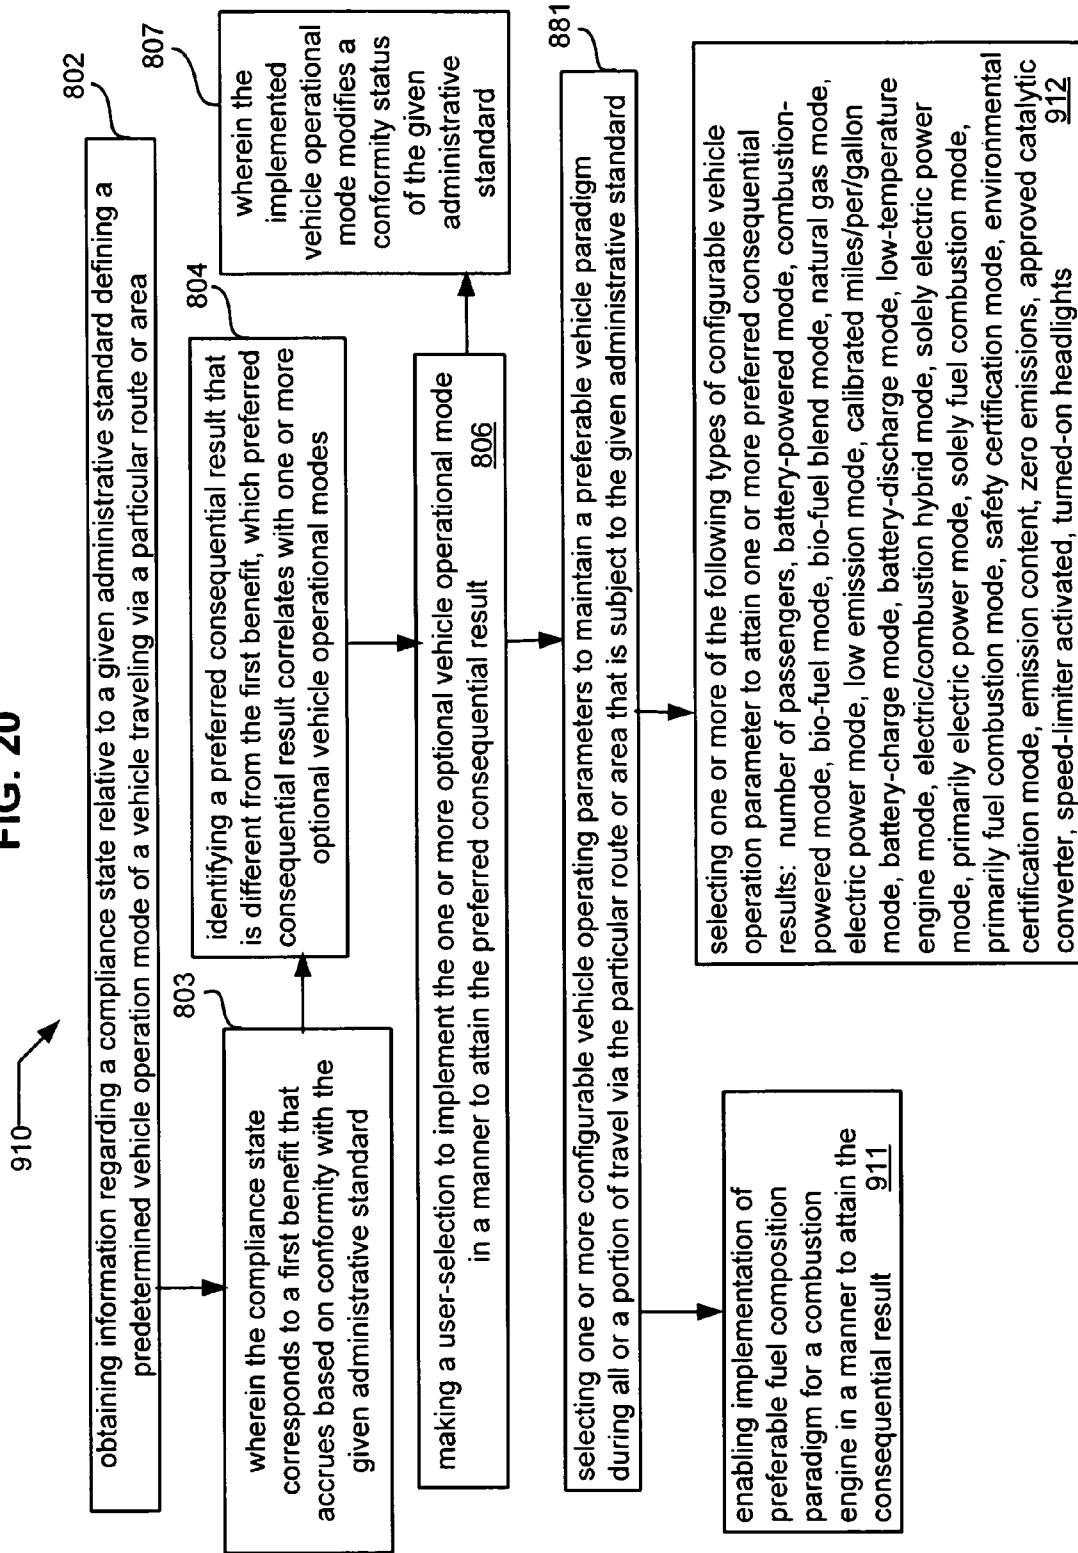 FIG. 20
910
802
obtaining information regarding a compliance state relative to a given administrative standard defining a
predetermined vehicle operation mode of a vehicle traveling via a particular route or area
803
wherein the compliance state
corresponds to a first benefit that
accrues based on conformity with the
given administrative standard
804
identifying a preferred consequential result that
is different from the first benefit, which preferred
consequential result correlates with one or more
optional vehicle operational modes
807
wherein the
implemented
vehicle operational
mode modifies a
conformity status
of the given
administrative
standard
making a user-selection to implement the one or more optional vehicle operational mode
in a manner to attain the preferred consequential result 806
881
selecting one or more configurable vehicle operating parameters to maintain a preferable vehicle paradigm
during all or a portion of travel via the particular route or area that is subject to the given administrative standard
enabling implementation of
preferable fuel composition
paradigm for a combustion
engine in a manner to attain the
consequential result 911
selecting one or more of the following types of configurable vehicle
operation parameter to attain one or more preferred consequential
results: number of passengers, battery-powered mode, combustion-
powered mode, bio-fuel mode, bio-fuel blend mode, natural gas mode,
electric power mode, low emission mode, calibrated miles/per/gallon
mode, battery-charge mode, battery-discharge mode, low-temperature
engine mode, electric/combustion hybrid mode, solely electric power
mode, primarily electric power mode, solely fuel combustion mode,
primarily fuel combustion mode, safety certification mode, environmental
certification mode, emission content, zero emissions, approved catalytic
converter, speed-limiter activated, turned-on headlights 912